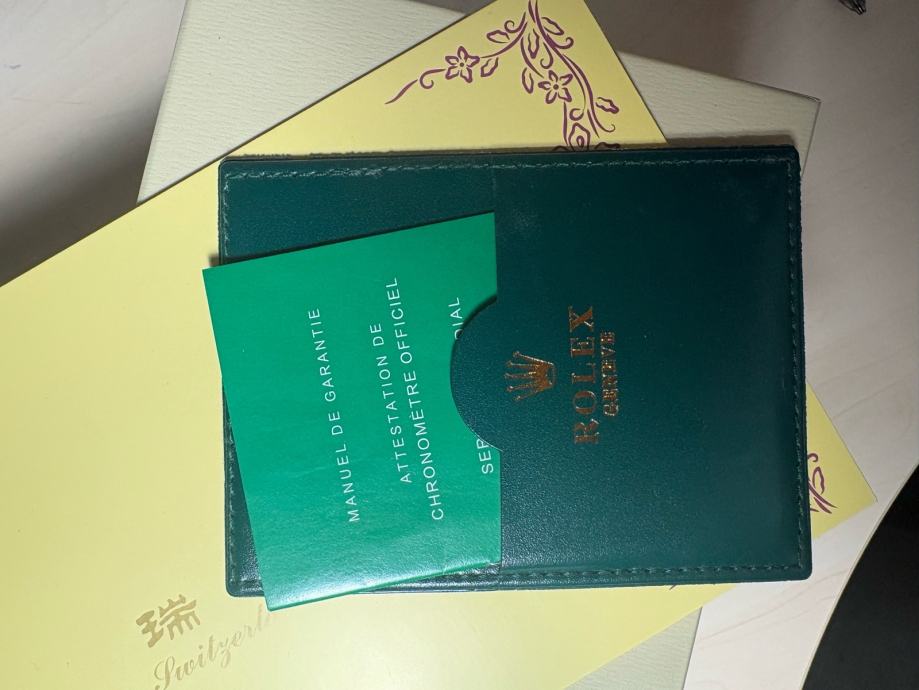 MANUEL DE GARANTIE
ATTESTATION DE
CHRONOMÈTRE OFFICIEL
ROLEX
GENEVE
瑞